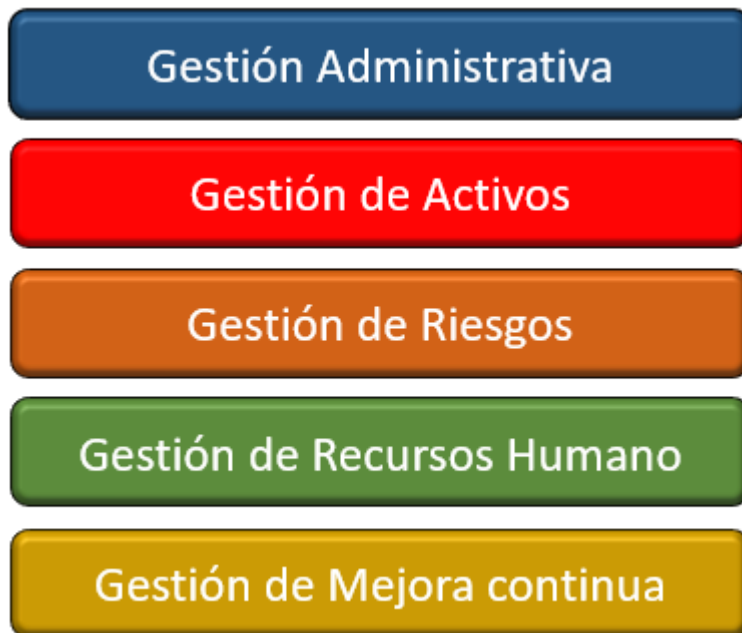 Gestión Administrativa
Gestión de Activos
Gestión de Riesgos
Gestión de Recursos Humano
Gestión de Mejora continua